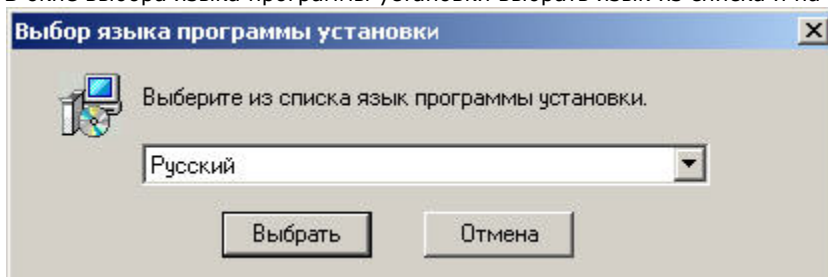 Выбор языка программы установки
Выберите из списка язык программы установки.
Русский
Выбрать
Отмена